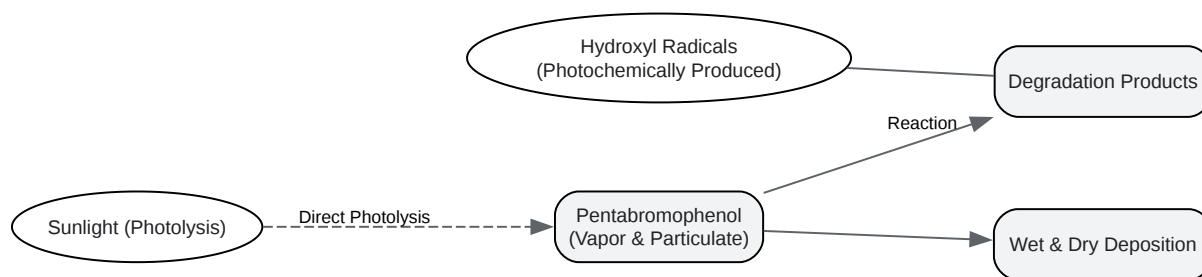 Hydroxyl Radicals
(Photochemically Produced)
Degradation Products
Reaction
Sunlight (Photolysis)
Direct Photolysis
Pentabromophenol
(Vapor & Particulate)
Wet & Dry Deposition